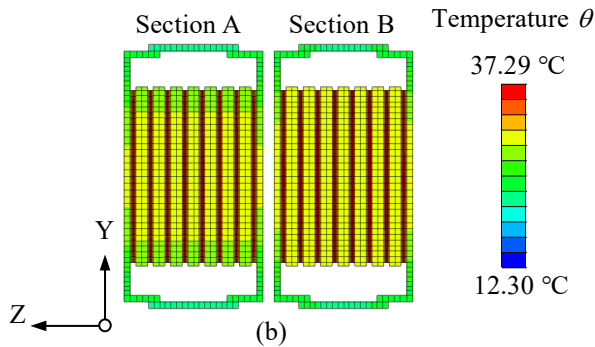 Section A Section B Temperature θ
37.29 ℃
Y
Z
12.30 ℃
(b)